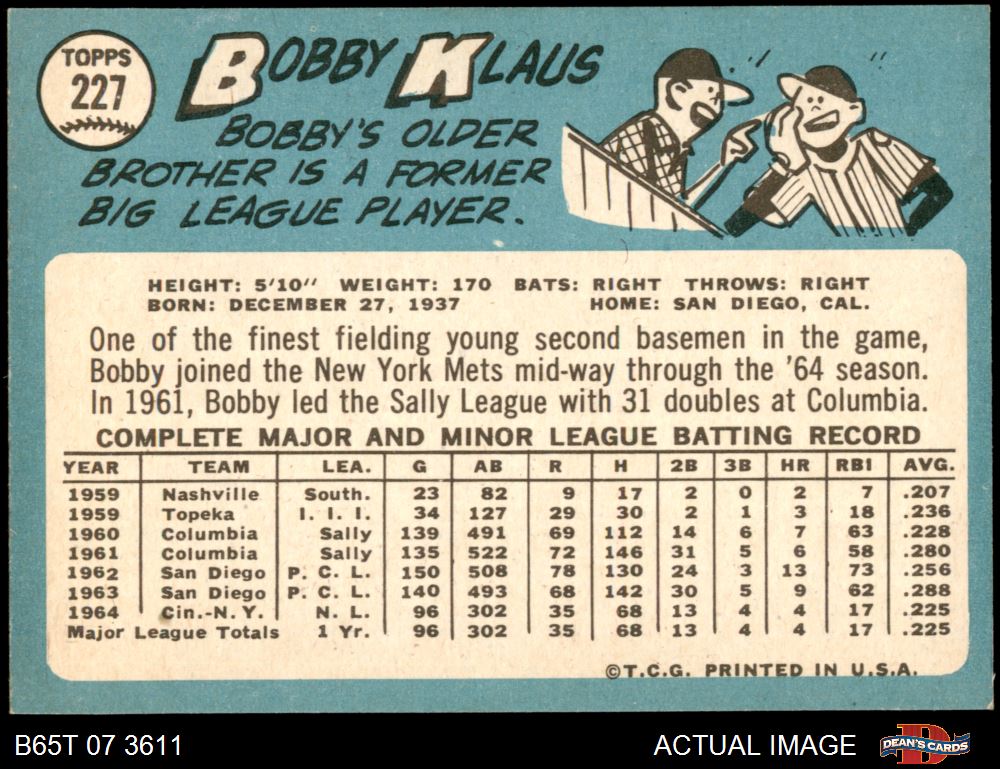 TOPPS
227
BOBBY KLAUS
BOBBY'S OLDER
BROTHER IS A FORMER
BIG LEAGUE PLAYER.
HEIGHT: 5'10" WEIGHT: 170 BATS: RIGHT THROWS: RIGHT
BORN: DECEMBER 27, 1937 HOME: SAN DIEGO, CAL.
One of the finest fielding young second basemen in the game,
Bobby joined the New York Mets mid-way through the '64 season.
In 1961, Bobby led the Sally League with 31 doubles at Columbia.
COMPLETE MAJOR AND MINOR LEAGUE BATTING RECORD
YEAR TEAM LEA. G AB R H 2B 3B HR RBI AVG.
1959 Nashville South. 23 82 9 17 2 0 2 7 .207
1959 Topeka I. I. I. 34 127 29 30 2 1 3 18 .236
1960 Columbia Sally 139 491 69 112 14 6 7 63 .228
1961 Columbia Sally 135 522 72 146 31 5 6 58 .280
1962 San Diego P. C. L. 150 508 78 130 24 3 13 73 .256
1963 San Diego P. C. L. 140 493 68 142 30 5 9 62 .288
1964 Cin.-N.Y. N. L. 96 302 35 68 13 4 4 17 .225
Major League Totals 1 Yr. 96 302 35 68 13 4 4 17 .225
©T.C.G. PRINTED IN U.S.A.
B65T 07 3611 ACTUAL IMAGE DEAN'S CARDS